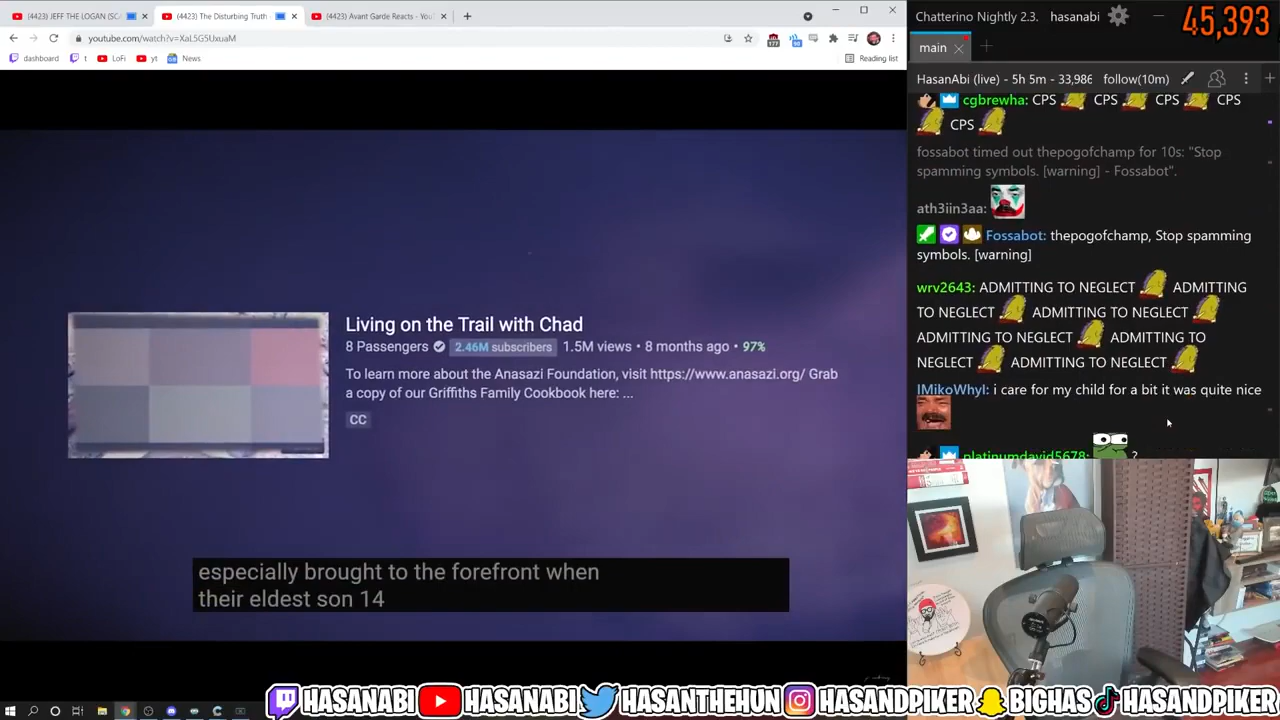 (4423) JEFF THE LOGAN (SC
(4423) The Disturbing Truth -
(4423) Avant Garde Reacts - YouT
youtube.com/watch?v=XaL5G5UxuaM
dashboard
t
LoFi
yt
News
Reading list
Living on the Trail with Chad
8 Passengers 2.46M subscribers 1.5M views • 8 months ago • 97%
To learn more about the Anasazi Foundation, visit https://www.anasazi.org/ Grab
a copy of our Griffiths Family Cookbook here: ...
CC
especially brought to the forefront when
their eldest son 14
Chatterino Nightly 2.3. hasanabi
45,393
main
HasanAbi (live) - 5h 5m - 33,986 follow(10m)
cgbrewha: CPS CPS CPS CPS
CPS
fossabot timed out thepogofchamp for 10s: "Stop
spamming symbols. [warning] - Fossabot".
ath3iin3aa:
Fossabot: thepogofchamp, Stop spamming
symbols. [warning]
wrv2643: ADMITTING TO NEGLECT ADMITTING
TO NEGLECT ADMITTING TO NEGLECT
ADMITTING TO NEGLECT ADMITTING TO
NEGLECT ADMITTING TO NEGLECT
IMikoWhyI: i care for my child for a bit it was quite nice
platinumdavid5678: ?
HASANABI HASANABI HASANTHEHUN HASANDPIKER BIGHAS HASANDPIKER